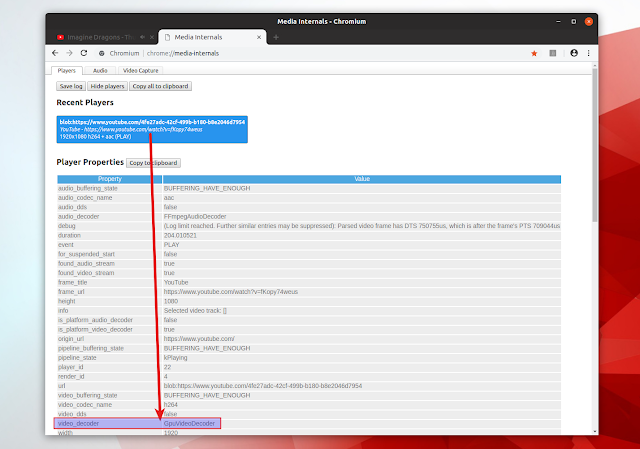 Media Internals - Chromium
Imagine Dragons - Th
Media Internals
Chromium | chrome://media-internals
Players Audio Video Capture
Save log Hide players Copy all to clipboard
Recent Players
blob:https://www.youtube.com/4fe27adc-42cf-499b-b180-b8e2046d7954
YouTube - https://www.youtube.com/watch?v=fKopy74weus
1920x1080 h264 + aac (PLAY)
Player Properties Copy to clipboard
Property Value
audio_buffering_state BUFFERING_HAVE_ENOUGH
audio_codec_name aac
audio_dds false
audio_decoder FFmpegAudioDecoder
debug (Log limit reached. Further similar entries may be suppressed): Parsed video frame has DTS 750755us, which is after the frame's PTS 709044us
duration 204.010521
event PLAY
for_suspended_start false
found_audio_stream true
found_video_stream true
frame_title YouTube
frame_url https://www.youtube.com/watch?v=fKopy74weus
height 1080
info Selected video track: []
is_platform_audio_decoder false
is_platform_video_decoder true
origin_url https://www.youtube.com/
pipeline_buffering_state BUFFERING_HAVE_ENOUGH
pipeline_state kPlaying
player_id 22
render_id 4
url blob:https://www.youtube.com/4fe27adc-42cf-499b-b180-b8e2046d7954
video_buffering_state BUFFERING_HAVE_ENOUGH
video_codec_name h264
video_dds false
video_decoder GpuVideoDecoder
width 1920